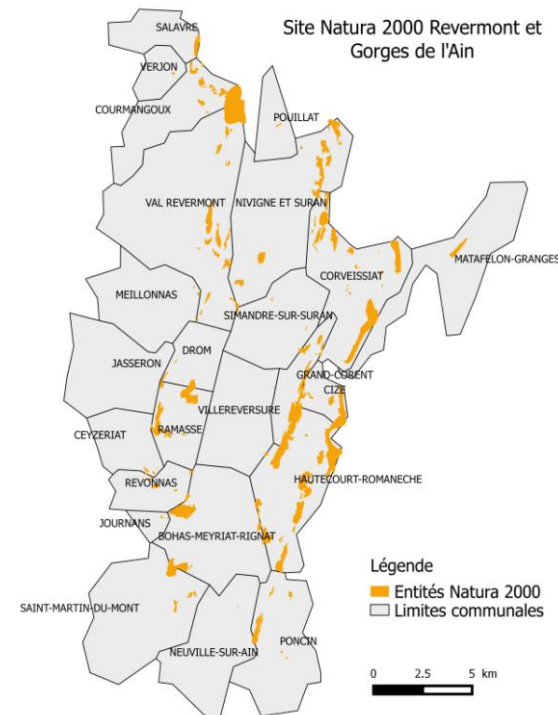 Site Natura 2000 Revermont et
Gorges de l'Ain
SALAVRE
VERJON
COURMANGOUX
POUILLAT
VAL REVERMONT
NIVIGNE ET SURAN
MATAFELON-GRANGES
CORVEISSIAT
MEILLONNAS
SIMANDRE-SUR-SURAN
DROM
JASSERON
GRAND-CORENT
CIZE
VILLEREVERSURE
CEYZERIAT
RAMASSE
HAUTECOURT-ROMANECHE
REVONNAS
JOURNANS
BOHAS-MEYRIAT-RIGNAT
Légende
Entités Natura 2000
Limites communales
SAINT-MARTIN-DU-MONT
PONCIN
NEUVILLE-SUR-AIN
0 2.5 5 km